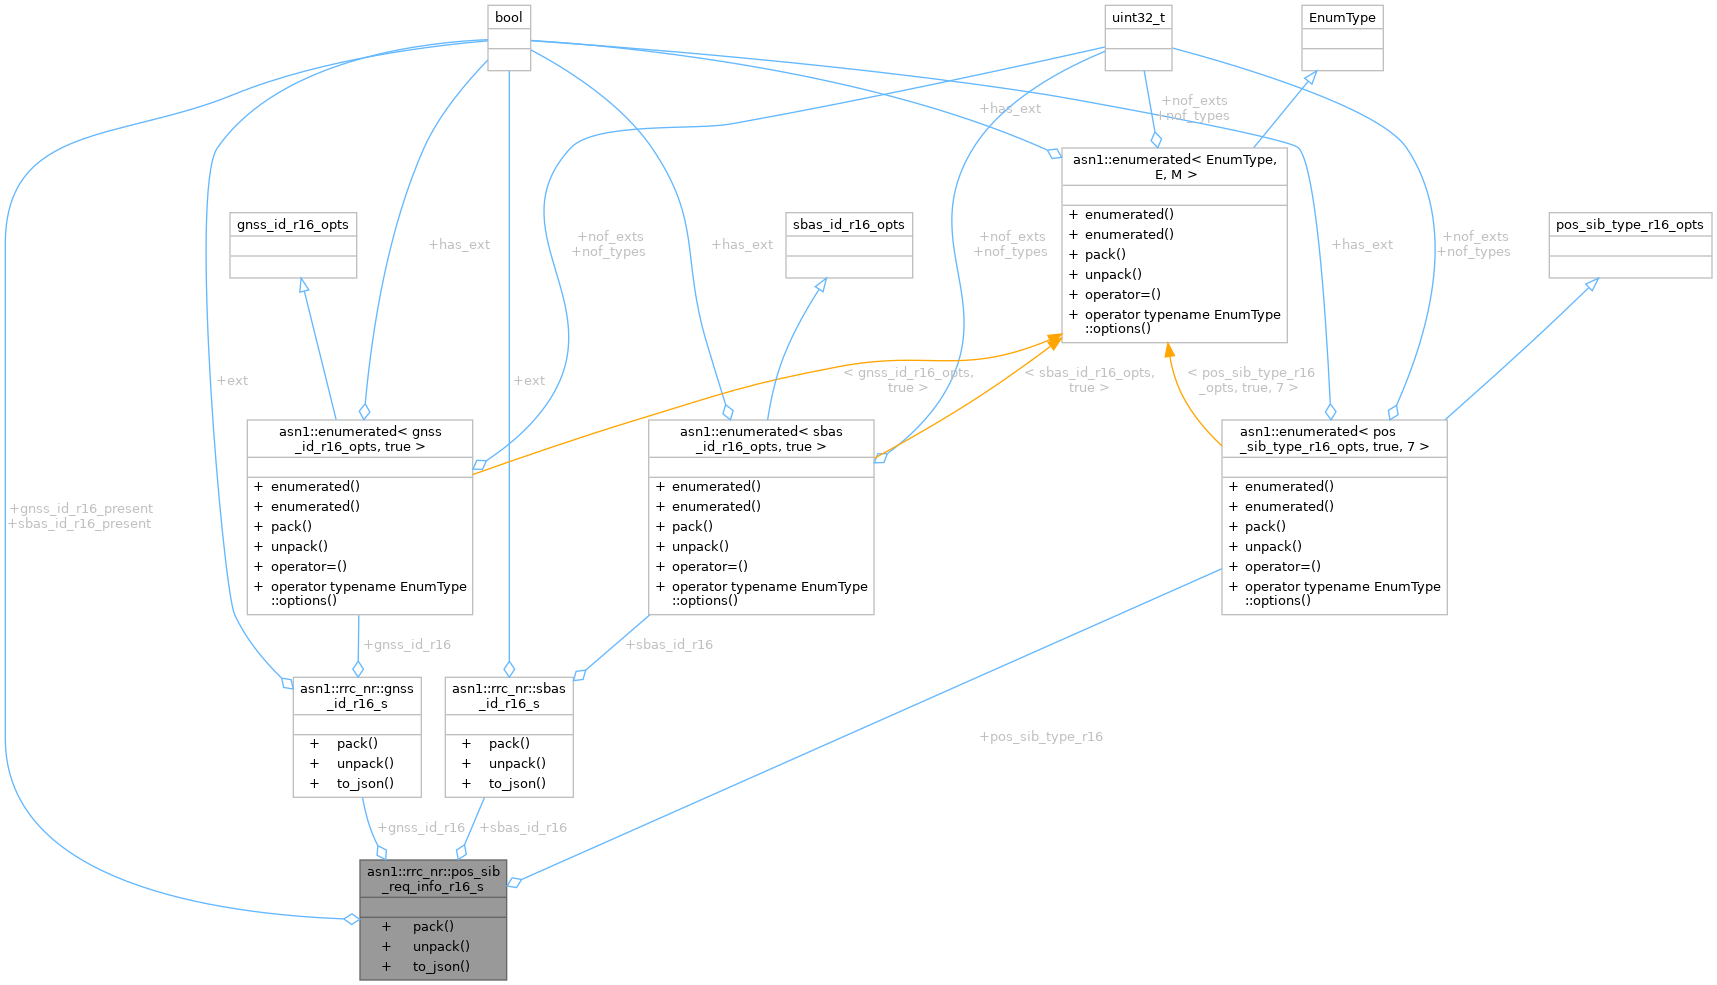 bool
uint32_t
EnumType
+has_ext
+nof_exts
+nof_types
asn1::enumerated< EnumType,
E, M >
+ enumerated()
+ enumerated()
+ pack()
+ unpack()
+ operator=()
+ operator typename EnumType
::options()
gnss_id_r16_opts
sbas_id_r16_opts
pos_sib_type_r16_opts
+has_ext
+nof_exts
+nof_types
+has_ext
+nof_exts
+nof_types
+has_ext
+nof_exts
+nof_types
+ext
+ext
< gnss_id_r16_opts,
true >
< sbas_id_r16_opts,
true >
< pos_sib_type_r16
_opts, true, 7 >
asn1::enumerated< gnss
_id_r16_opts, true >
+ enumerated()
+ enumerated()
+ pack()
+ unpack()
+ operator=()
+ operator typename EnumType
::options()
asn1::enumerated< sbas
_id_r16_opts, true >
+ enumerated()
+ enumerated()
+ pack()
+ unpack()
+ operator=()
+ operator typename EnumType
::options()
asn1::enumerated< pos
_sib_type_r16_opts, true, 7 >
+ enumerated()
+ enumerated()
+ pack()
+ unpack()
+ operator=()
+ operator typename EnumType
::options()
+gnss_id_r16_present
+sbas_id_r16_present
+gnss_id_r16
+sbas_id_r16
asn1::rrc_nr::gnss
_id_r16_s
+ pack()
+ unpack()
+ to_json()
asn1::rrc_nr::sbas
_id_r16_s
+ pack()
+ unpack()
+ to_json()
+pos_sib_type_r16
+gnss_id_r16
+sbas_id_r16
asn1::rrc_nr::pos_sib
_req_info_r16_s
+ pack()
+ unpack()
+ to_json()